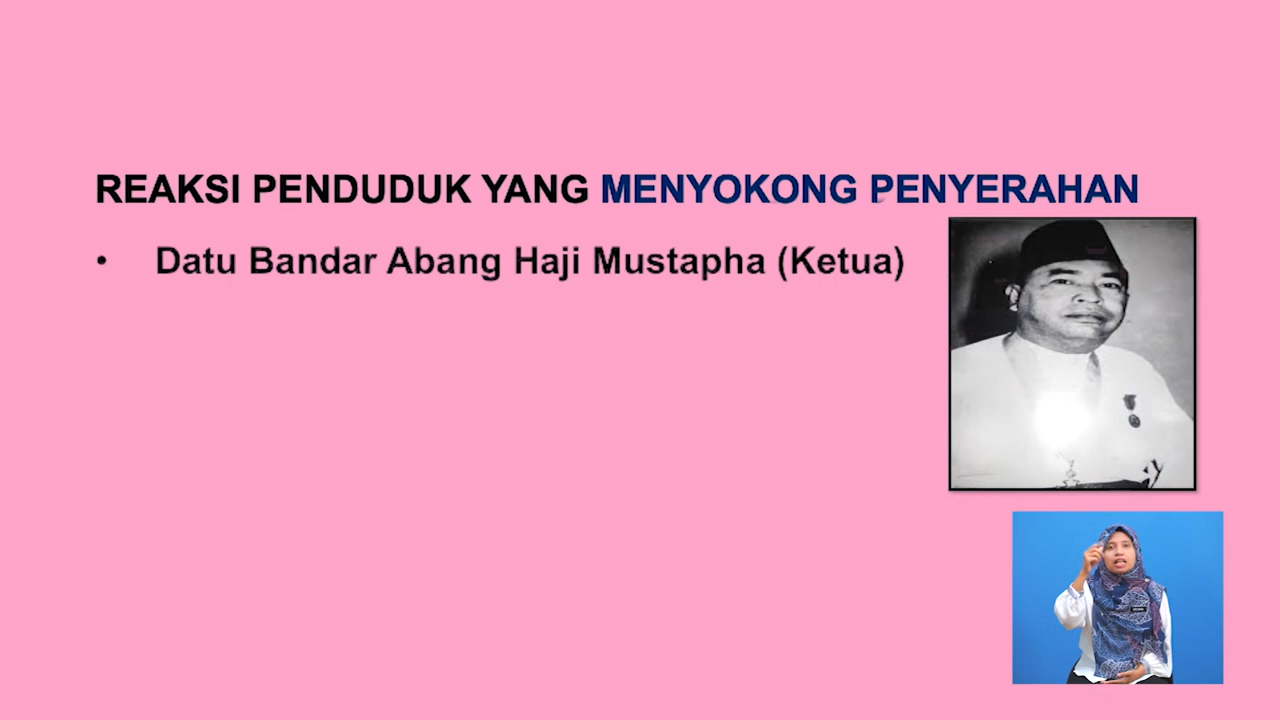 REAKSI PENDUDUK YANG MENYOKONG PENYERAHAN
• Datu Bandar Abang Haji Mustapha (Ketua)